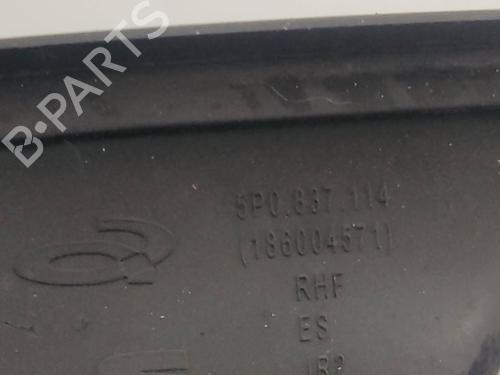 B-PARTS
5P0.837.114
(186004571)
RHF
ES